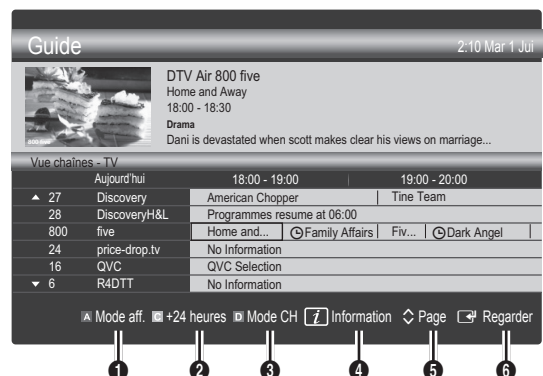 Guide 2:10 Mar 1 Jui
DTV Air 800 five
Home and Away
18:00 - 18:30
Drama
Dani is devastated when scott makes clear his views on marriage...
800 five
Vue chaînes - TV
Aujourd'hui 18:00 - 19:00 19:00 - 20:00
▲ 27 Discovery American Chopper Tine Team
28 DiscoveryH&L Programmes resume at 06:00
800 five Home and... Family Affairs Fiv... Dark Angel
24 price-drop.tv No Information
16 QVC QVC Selection
▼ 6 R4DTT No Information
A Mode aff. C +24 heures D Mode CH i Information Page Regarder
1 2 3 4 5 6